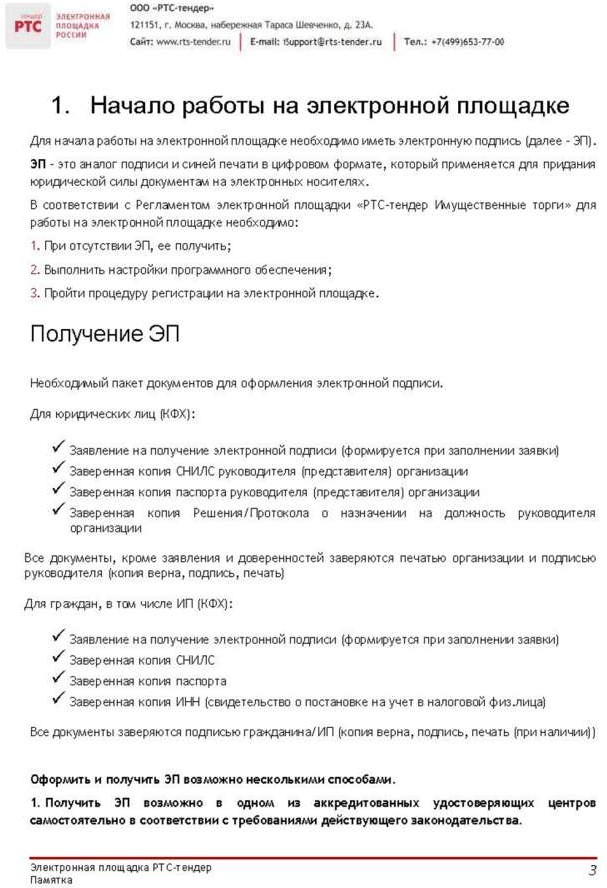 ООО «РТС-тендер»
ТЕНДЕР
РТС
ЭЛЕКТРОННАЯ
ПЛОЩАДКА
РОССИИ
121151, г. Москва, набережная Тараса Шевченко, д. 23А.
Сайт: www.rts-tender.ru | E-mail: iSupport@rts-tender.ru | Тел.: +7(499)653-77-00
1. Начало работы на электронной площадке
Для начала работы на электронной площадке необходимо иметь электронную подпись (далее - ЭП).
ЭП - это аналог подписи и синей печати в цифровом формате, который применяется для придания
юридической силы документам на электронных носителях.
В соответствии с Регламентом электронной площадки «РТС-тендер Имущественные торги» для
работы на электронной площадке необходимо:
1. При отсутствии ЭП, ее получить;
2. Выполнить настройки программного обеспечения;
3. Пройти процедуру регистрации на электронной площадке.
Получение ЭП
Необходимый пакет документов для оформления электронной подписи.
Для юридических лиц (КФХ):
✓ Заявление на получение электронной подписи (формируется при заполнении заявки)
✓ Заверенная копия СНИЛС руководителя (представителя) организации
✓ Заверенная копия паспорта руководителя (представителя) организации
✓ Заверенная копия Решения/Протокола о назначении на должность руководителя
организации
Все документы, кроме заявления и доверенностей заверяются печатью организации и подписью
руководителя (копия верна, подпись, печать)
Для граждан, в том числе ИП (КФХ):
✓ Заявление на получение электронной подписи (формируется при заполнении заявки)
✓ Заверенная копия СНИЛС
✓ Заверенная копия паспорта
✓ Заверенная копия ИНН (свидетельство о постановке на учет в налоговой физ.лица)
Все документы заверяются подписью гражданина/ИП (копия верна, подпись, печать (при наличии))
Оформить и получить ЭП возможно несколькими способами.
1. Получить ЭП возможно в одном из аккредитованных удостоверяющих центров
самостоятельно в соответствии с требованиями действующего законодательства.
Электронная площадка РТС-тендер
Памятка
3